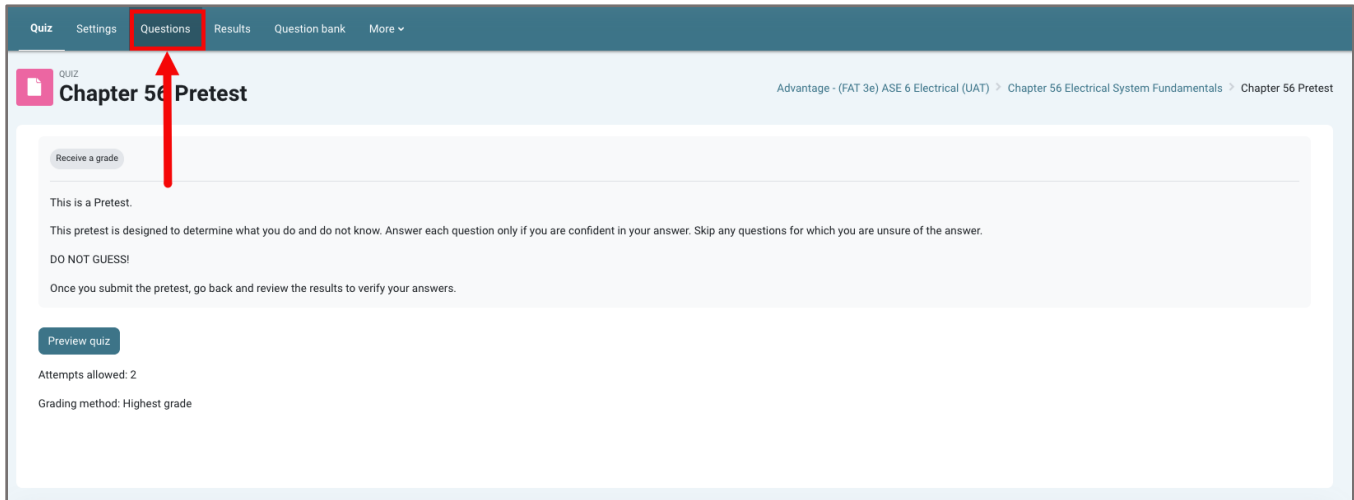 Quiz Settings Questions Results Question bank More
QUIZ
Chapter 56 Pretest
Advantage - (FAT 3e) ASE 6 Electrical (UAT) > Chapter 56 Electrical System Fundamentals > Chapter 56 Pretest
Receive a grade
This is a Pretest.
This pretest is designed to determine what you do and do not know. Answer each question only if you are confident in your answer. Skip any questions for which you are unsure of the answer.
DO NOT GUESS!
Once you submit the pretest, go back and review the results to verify your answers.
Preview quiz
Attempts allowed: 2
Grading method: Highest grade